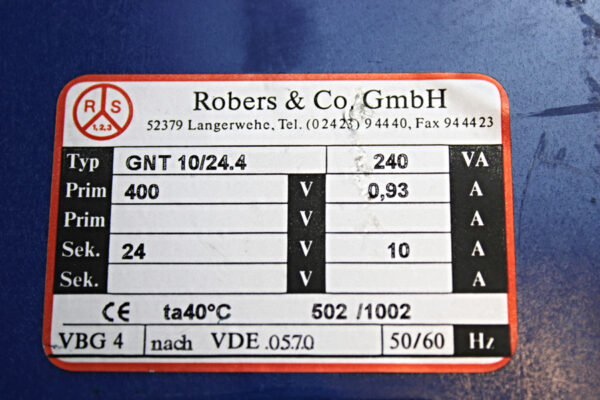 R S
1,2,3
Robers & Co. GmbH
52379 Langerwehe, Tel. (02423) 94440, Fax 944423
Typ GNT 10/24.4 240 VA
Prim 400 V 0,93 A
Prim V A
Sek. 24 V 10 A
Sek. V A
CE ta40°C 502 /1002
VBG 4 nach VDE .0570 50/60 Hz